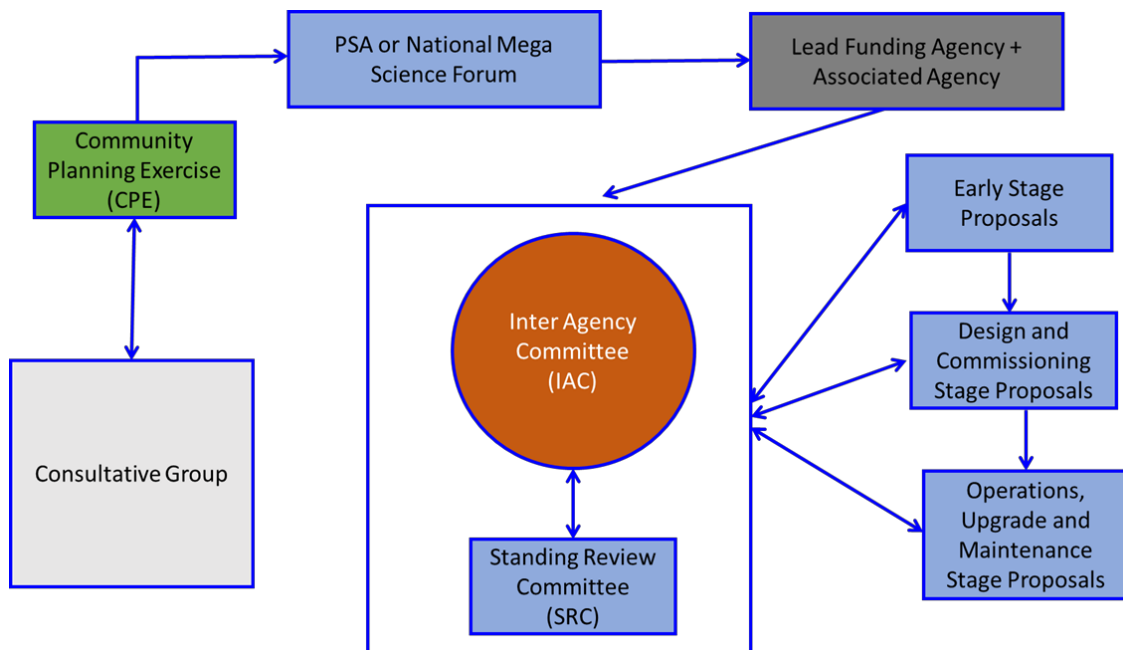 PSA or National Mega
Science Forum
Lead Funding Agency +
Associated Agency
Community
Planning Exercise
(CPE)
Early Stage
Proposals
Inter Agency
Committee
(IAC)
Design and
Commissioning
Stage Proposals
Consultative Group
Operations,
Upgrade and
Maintenance
Stage Proposals
Standing Review
Committee
(SRC)